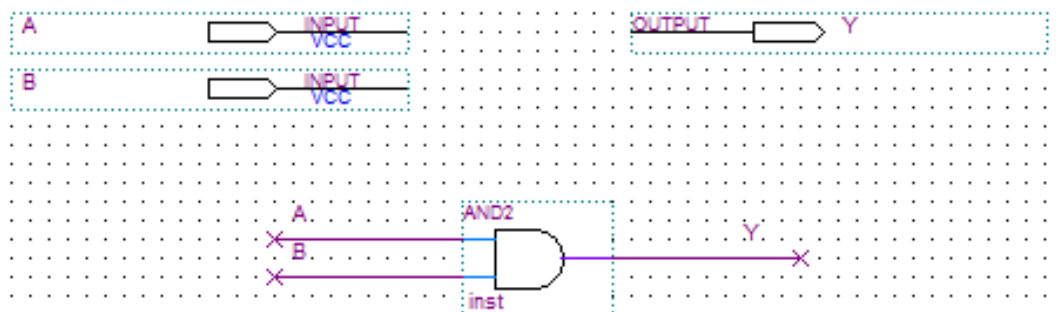 A INPUT VCC OUTPUT Y
B INPUT VCC
A AND2
B Y
inst